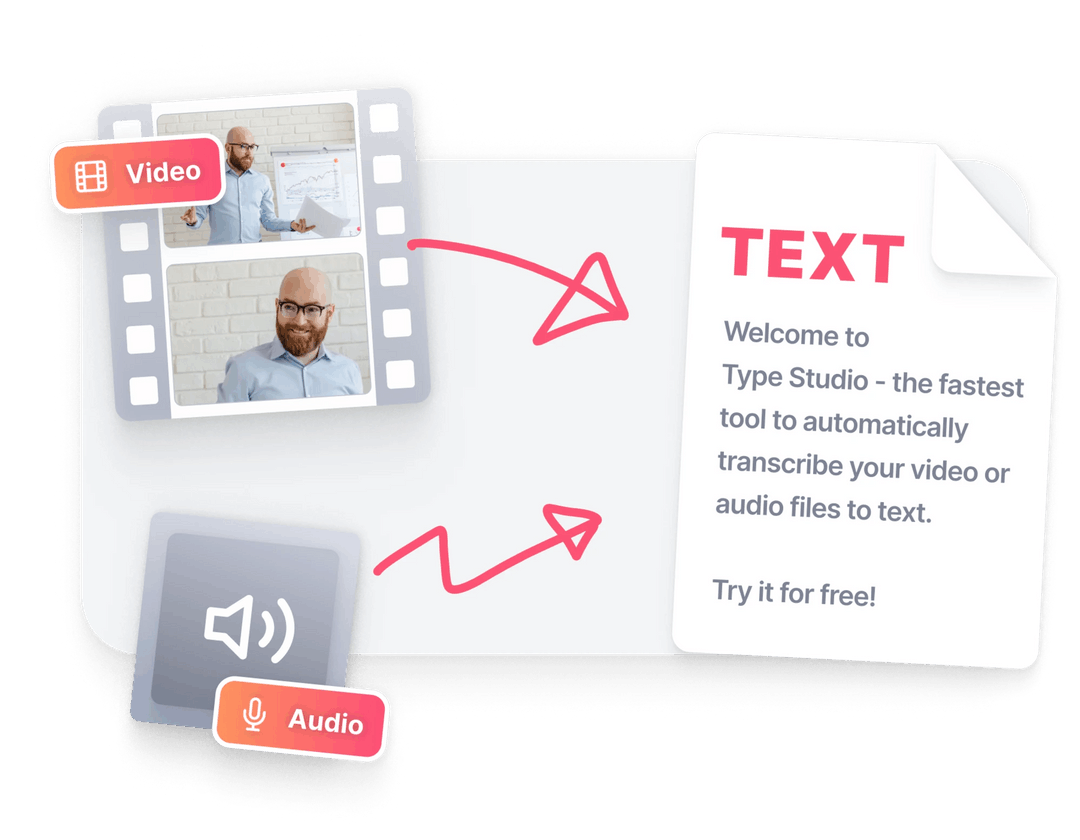 Video
Audio
TEXT
Welcome to
Type Studio - the fastest
tool to automatically
transcribe your video or
audio files to text.
Try it for free!